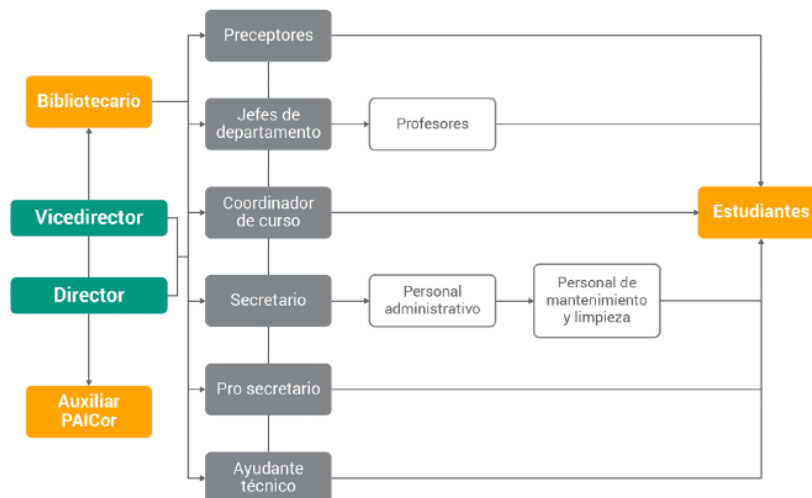 Preceptores
Bibliotecario
Jefes de
departamento
Profesores
Vicedirector
Coordinador
de curso
Estudiantes
Director
Secretario
Personal
administrativo
Personal de
mantenimiento
y limpieza
Auxiliar
PAICor
Pro secretario
Ayudante
técnico